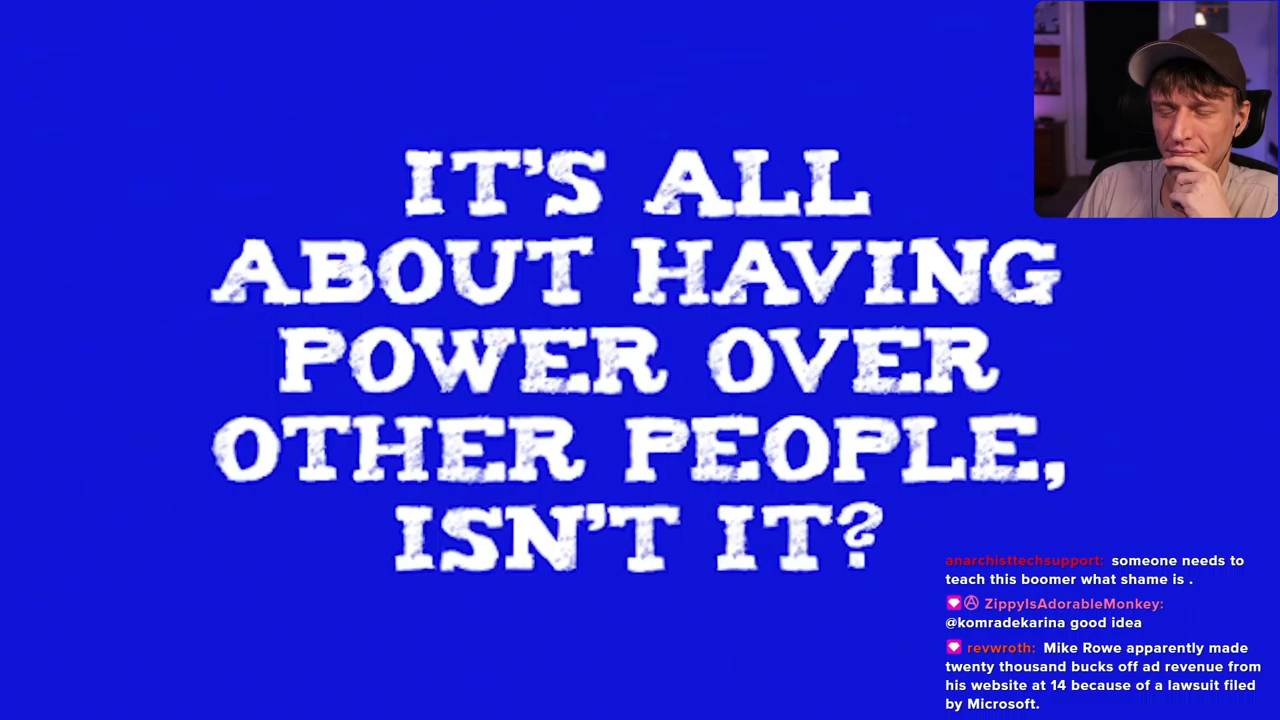 IT'S ALL
ABOUT HAVING
POWER OVER
OTHER PEOPLE,
ISN'T IT?
anarchisttechsupport: someone needs to
teach this boomer what shame is .
ZippyIsAdorableMonkey:
@komradekarina good idea
revwroth: Mike Rowe apparently made
twenty thousand bucks off ad revenue from
his website at 14 because of a lawsuit filed
by Microsoft.